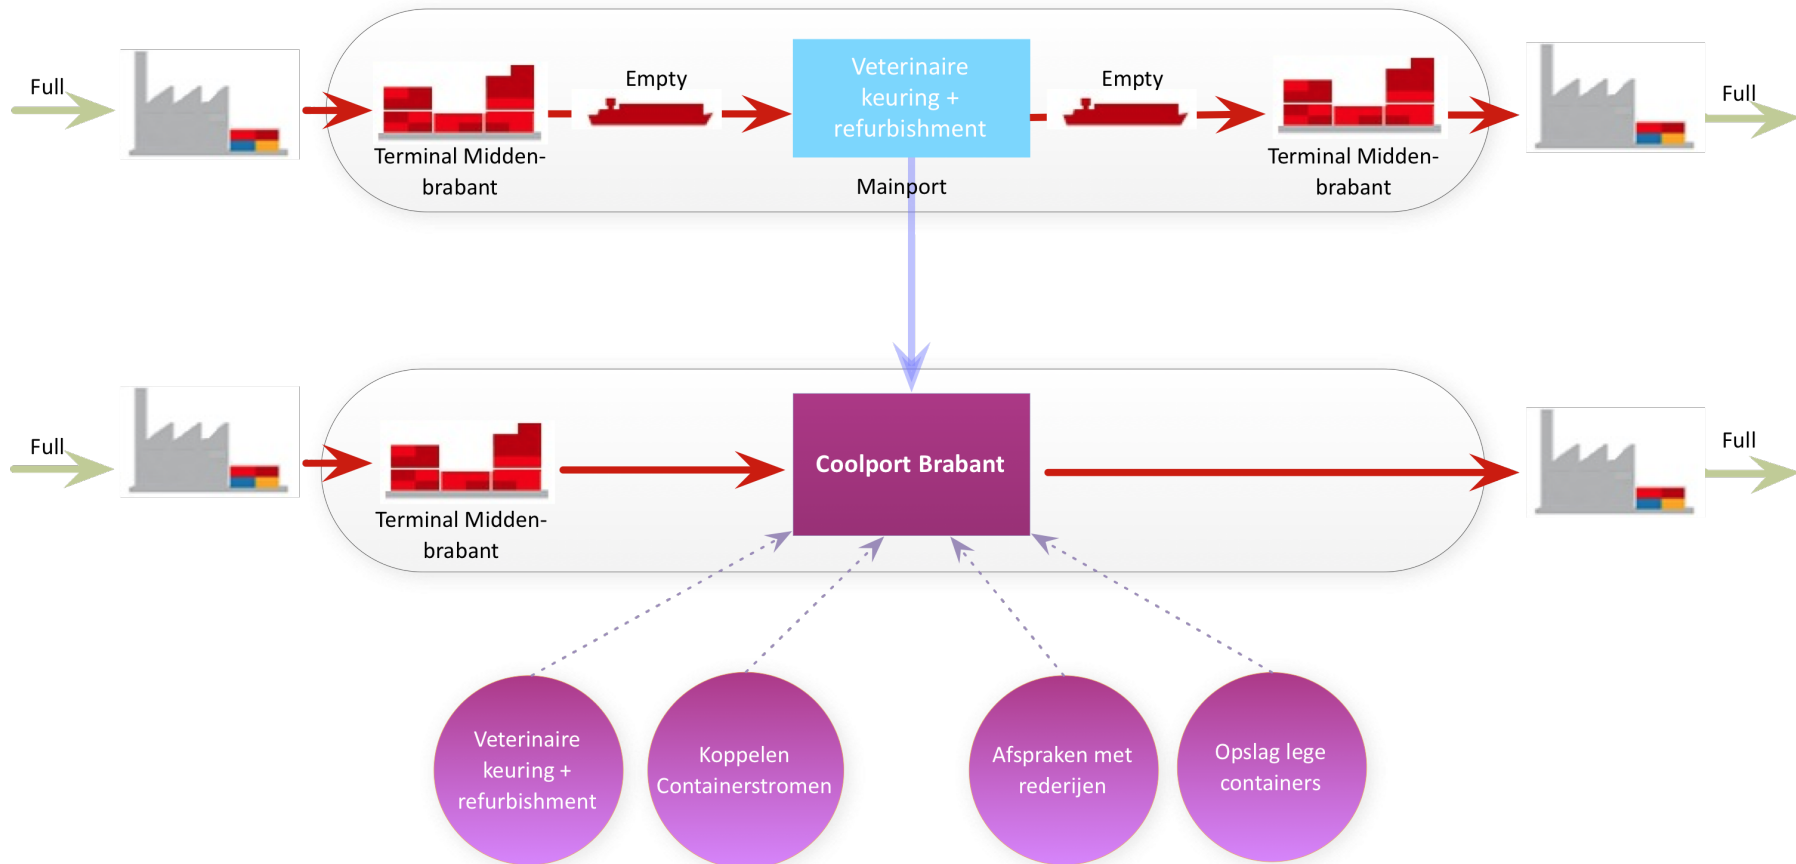 Full
Empty
Veterinaire
keuring +
refurbishment
Empty
Full
Terminal Midden-
brabant
Mainport
Terminal Midden-
brabant
Full
Coolport Brabant
Full
Terminal Midden-
brabant
Veterinaire
keuring +
refurbishment
Koppelen
Containerstromen
Afspraken met
rederijen
Opslag lege
containers